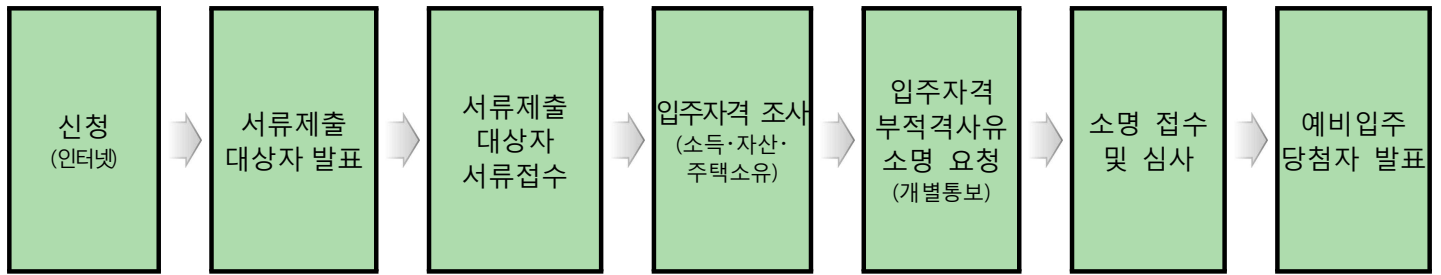 신청
(인터넷)
서류제출
대상자 발표
서류제출
대상자
서류접수
입주자격 조사
(소득·자산·
주택소유)
입주자격
부적격사유
소명 요청
(개별통보)
소명 접수
및 심사
예비입주
당첨자 발표